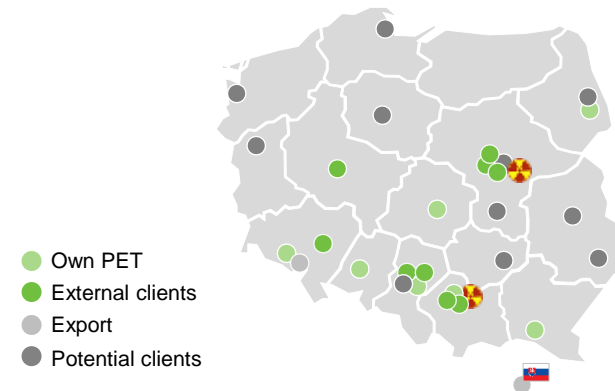 Own PET
External clients
Export
Potential clients